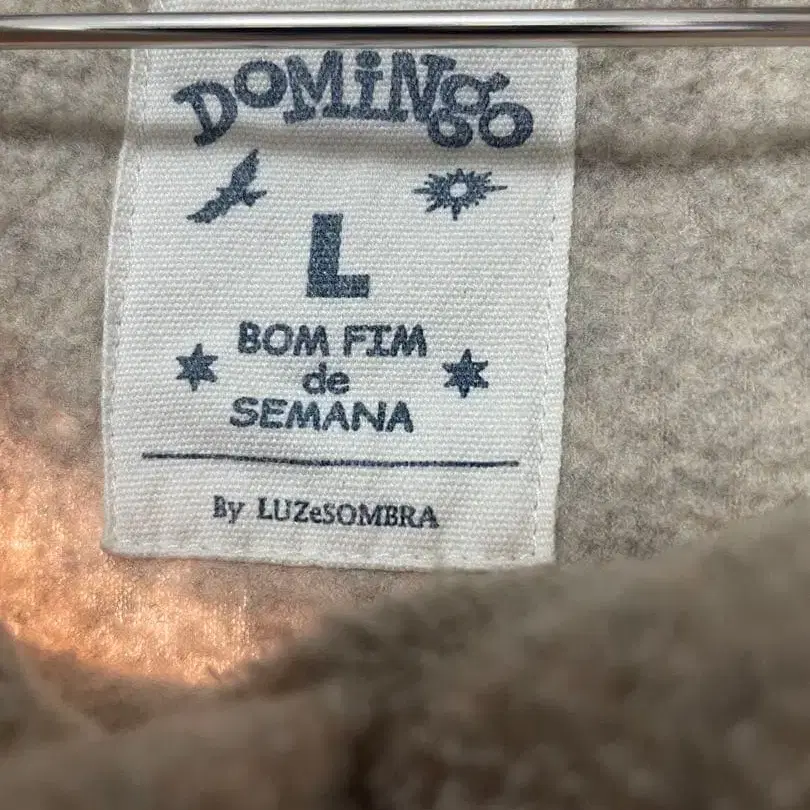 DOMiNGo
L
BOM FIM
de
SEMANA
By LUZeSOMBRA